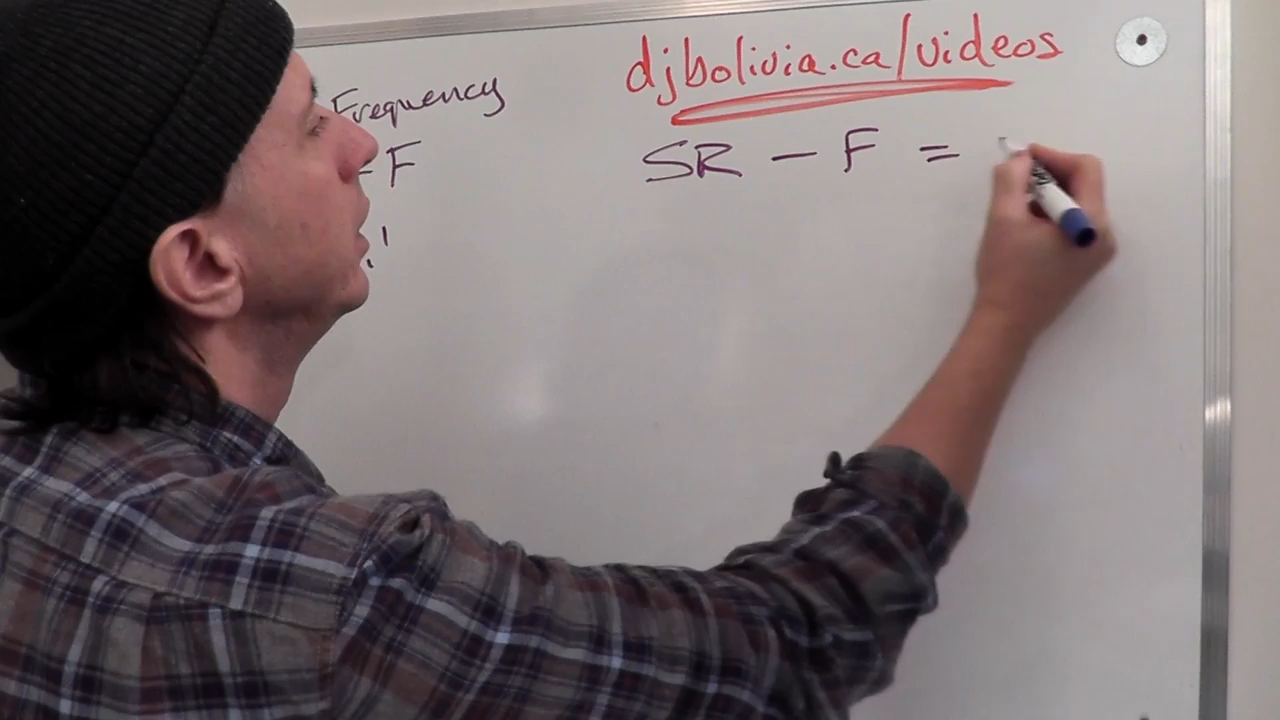 djbolivia.ca/videos
Frequency
- F
SR - F =